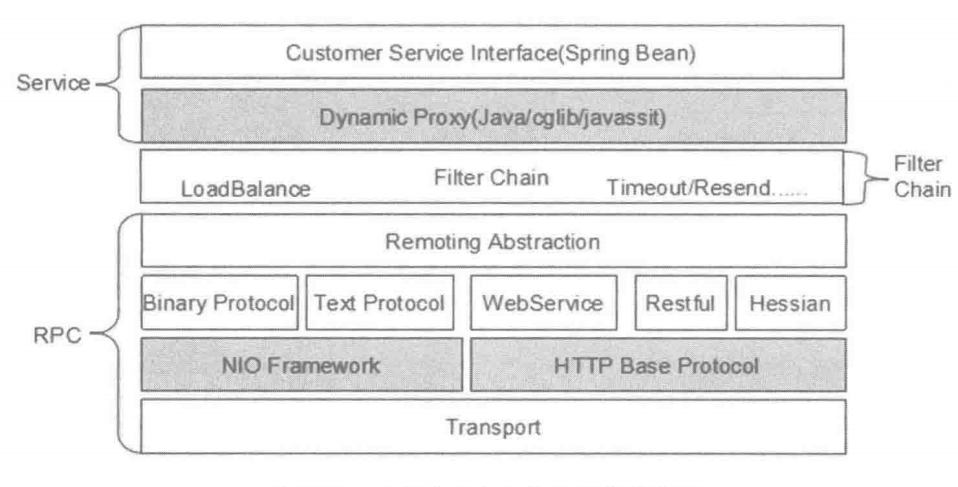 Customer Service Interface(Spring Bean)
Service
Dynamic Proxy(Java/cglib/javassit)
LoadBalance
Filter Chain
Timeout/Resend......
Filter
Chain
Remoting Abstraction
Binary Protocol
Text Protocol
WebService
Restful
Hessian
RPC
NIO Framework
HTTP Base Protocol
Transport